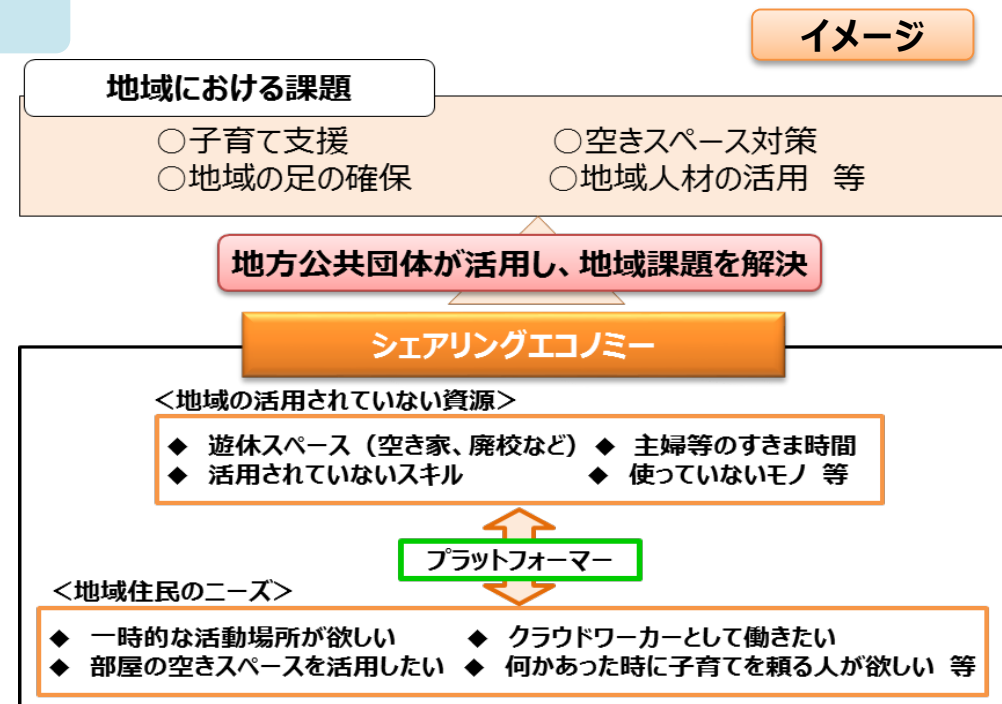 イメージ
地域における課題
○子育て支援 ○空きスペース対策
○地域の足の確保 ○地域人材の活用 等
地方公共団体が活用し、地域課題を解決
シェアリングエコノミー
＜地域の活用されていない資源＞
◆ 遊休スペース（空き家、廃校など） ◆ 主婦等のすきま時間
◆ 活用されていないスキル ◆ 使っていないモノ 等
プラットフォーマー
＜地域住民のニーズ＞
◆ 一時的な活動場所が欲しい ◆ クラウドワーカーとして働きたい
◆ 部屋の空きスペースを活用したい ◆ 何かあった時に子育てを頼る人が欲しい 等